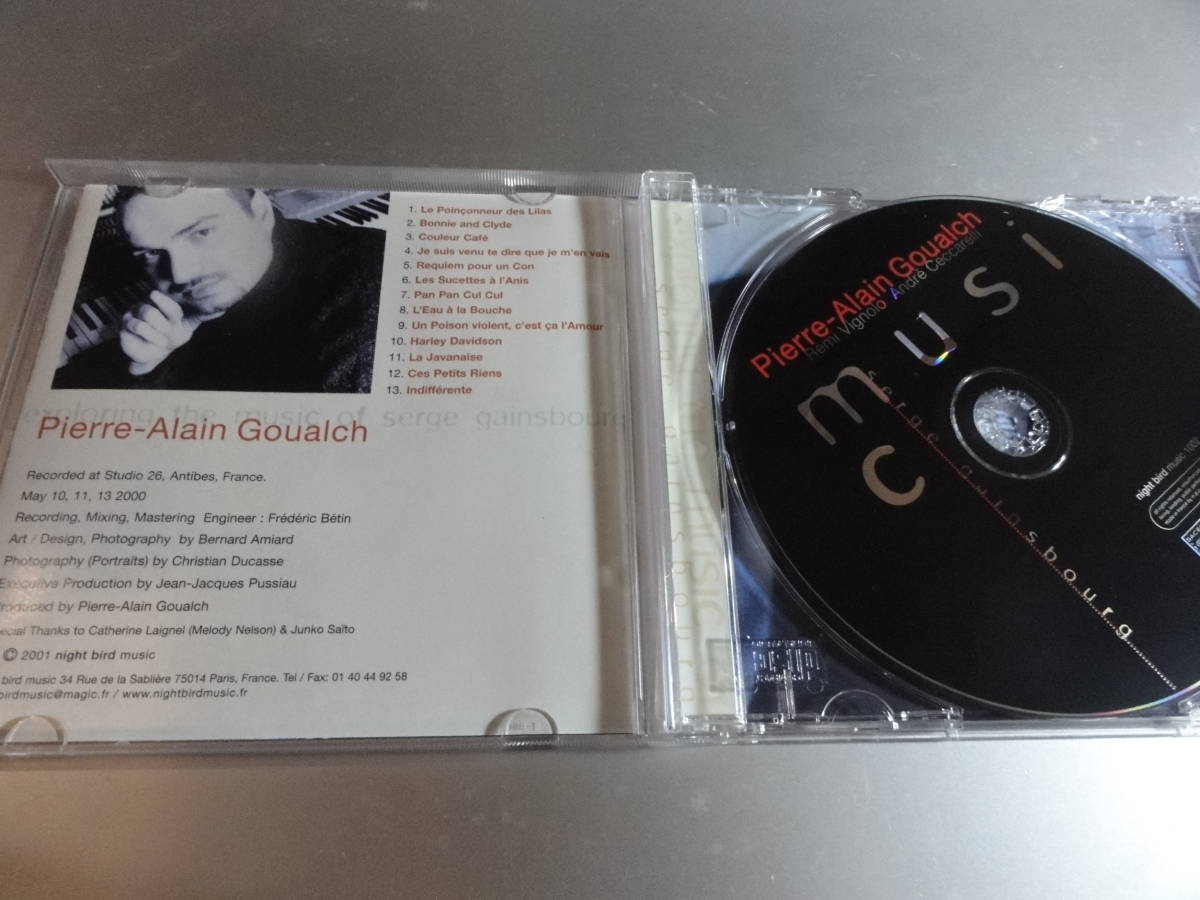 1. Le Poinçonneur des Lilas
2. Bonnie and Clyde
3. Couleur Café
4. Je suis venu te dire que je m'en vais
5. Requiem pour un Con
6. Les Sucettes à l'Anis
7. Pan Pan Cul Cul
8. L'Eau à la Bouche
9. Un Poison violent, c'est ça l'Amour
10. Harley Davidson
11. La Javanaise
12. Ces Petits Riens
13. Indifférente
exploring the music of serge gainsbourg
Pierre-Alain Goualch
Recorded at Studio 26, Antibes, France.
May 10, 11, 13 2000
Recording, Mixing, Mastering Engineer : Frédéric Bétin
Art / Design, Photography by Bernard Amiard
Photography (Portraits) by Christian Ducasse
Executive Production by Jean-Jacques Pussiau
roduced by Pierre-Alain Goualch
ecial Thanks to Catherine Laignel (Melody Nelson) & Junko Saïto
© 2001 night bird music
bird music 34 Rue de la Sablière 75014 Paris, France. Tel / Fax: 01 40 44 92 58
birdmusic@magic.fr / www.nightbirdmusic.fr
Pierre-Alain Goualch
Rémi Vignolo André Ceccarelli
musi
c
serge gainsbourg
night bird music